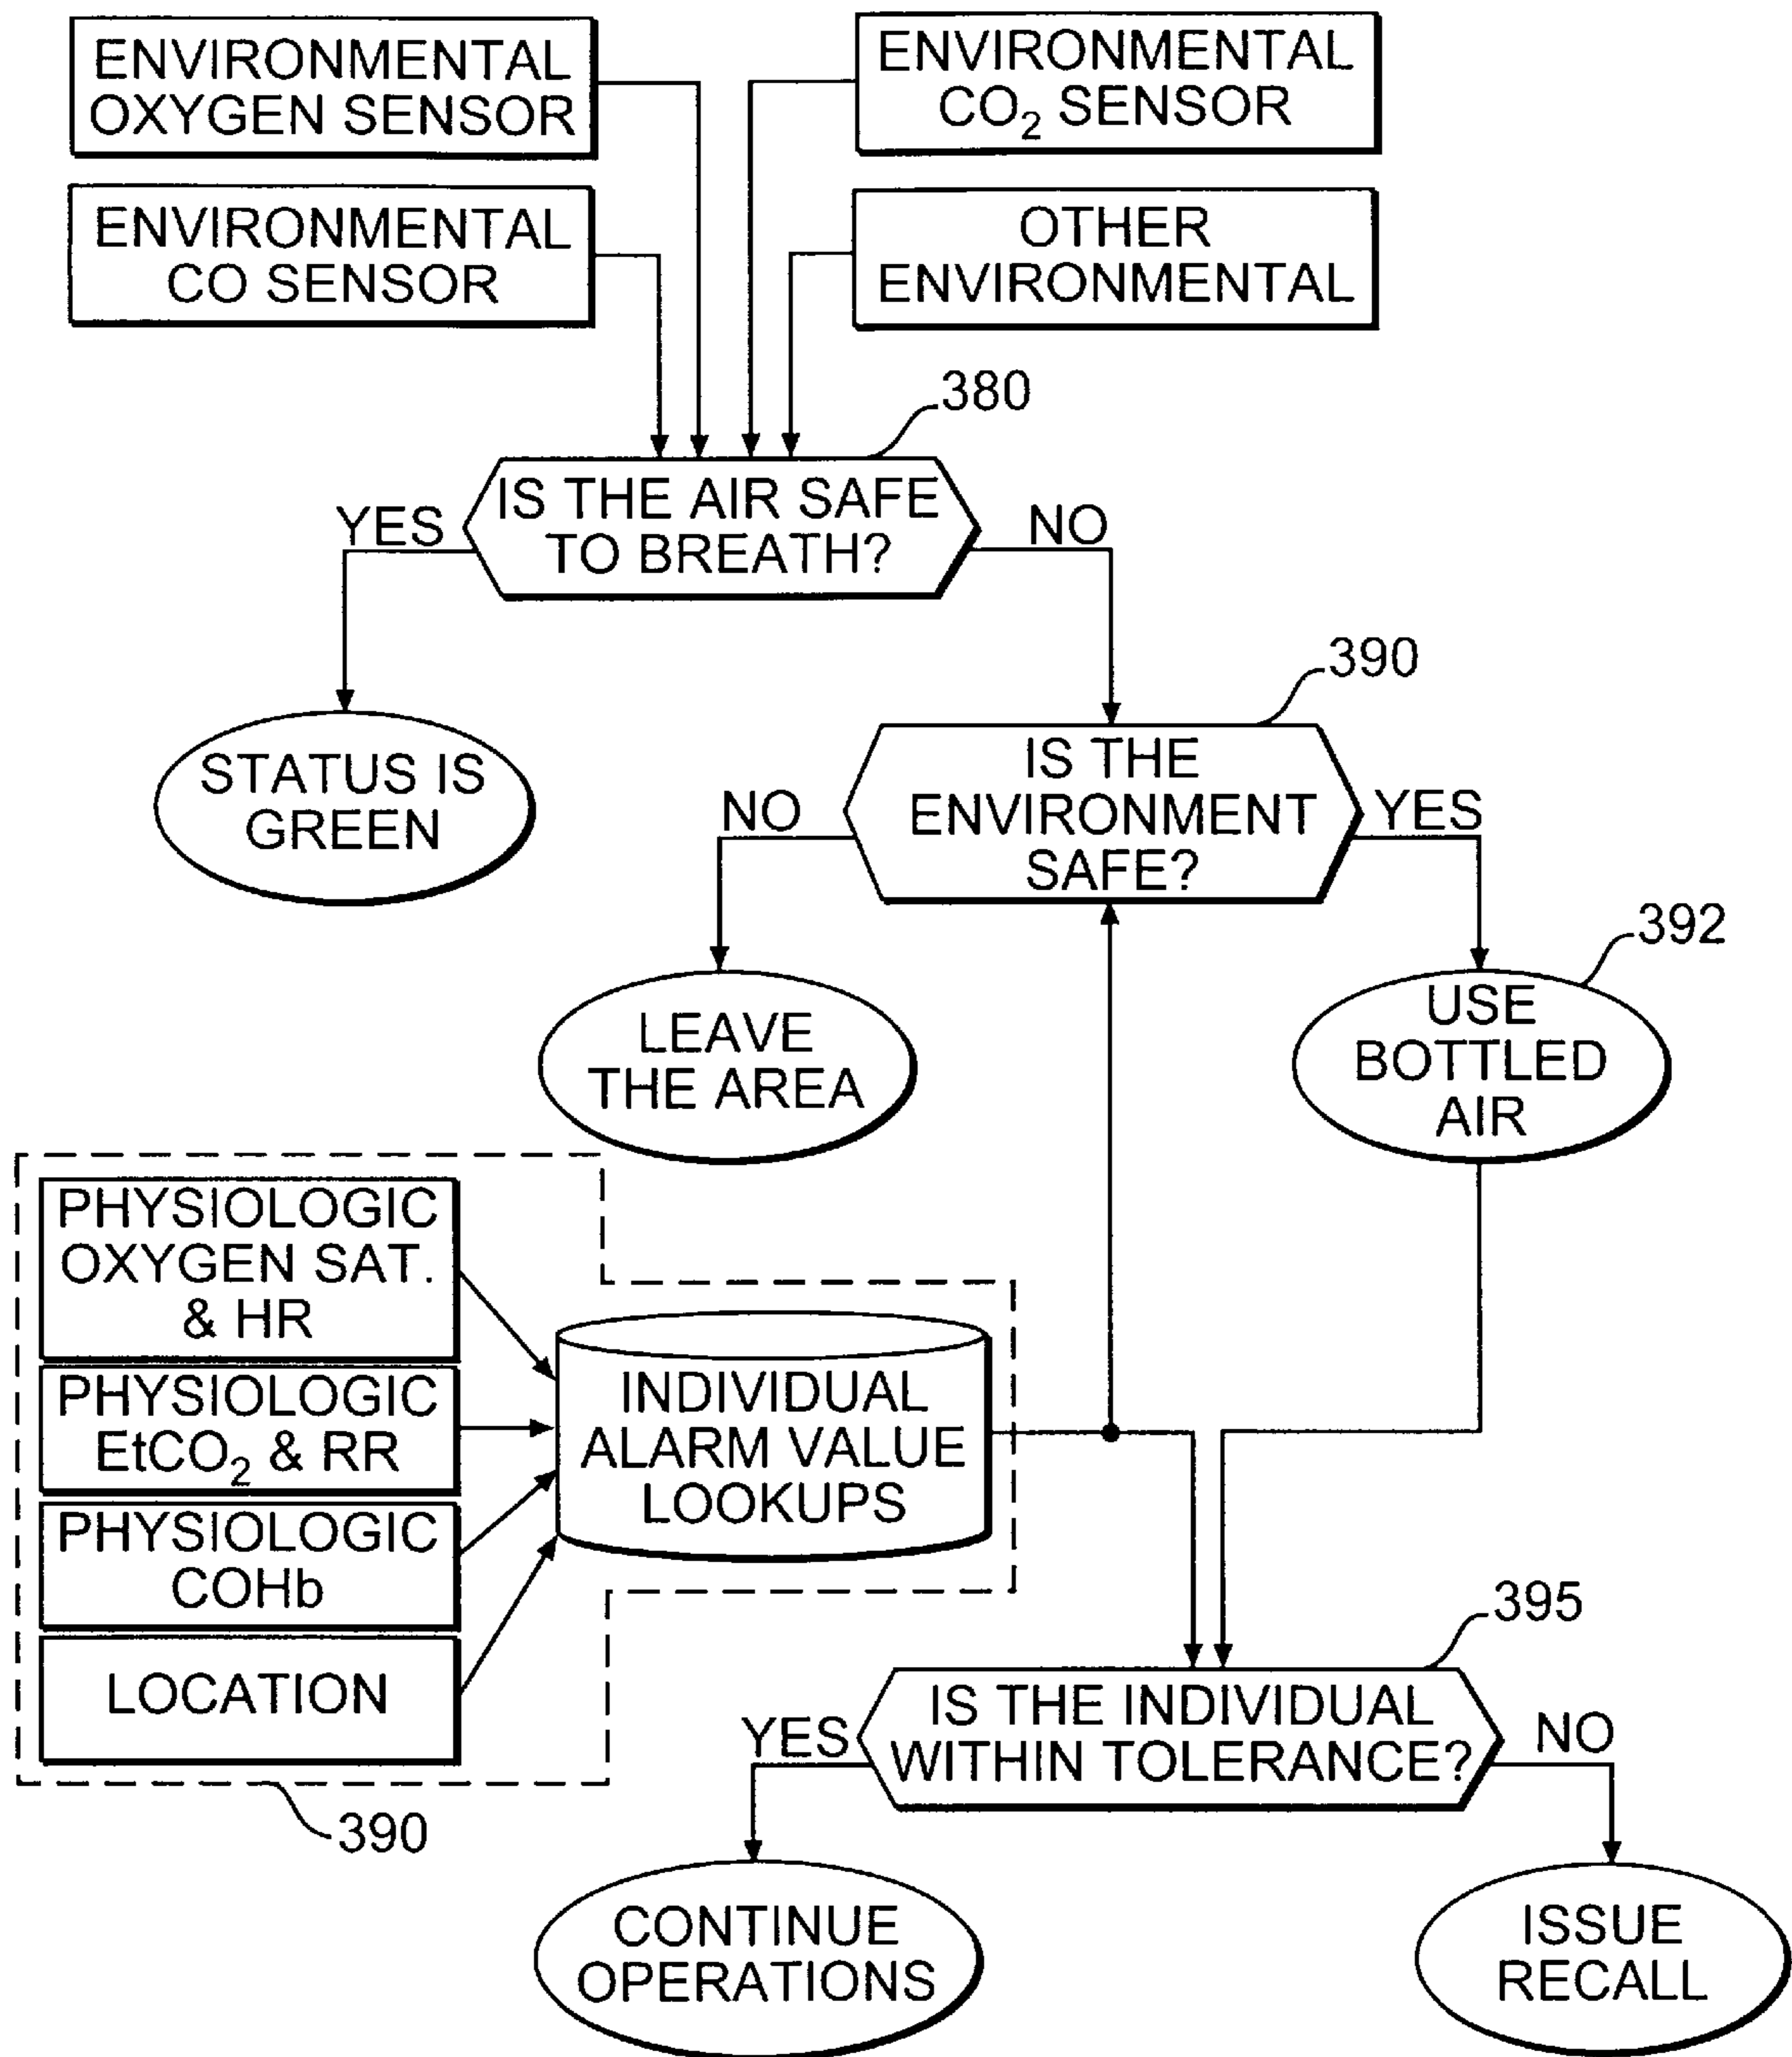 ENVIRONMENTAL
OXYGEN SENSOR
ENVIRONMENTAL
CO₂ SENSOR
ENVIRONMENTAL
CO SENSOR
OTHER
ENVIRONMENTAL
380
IS THE AIR SAFE
TO BREATH?
YES
NO
390
STATUS IS
GREEN
IS THE
ENVIRONMENT
SAFE?
NO
YES
392
LEAVE
THE AREA
USE
BOTTLED
AIR
PHYSIOLOGIC
OXYGEN SAT.
& HR
PHYSIOLOGIC
EtCO₂ & RR
PHYSIOLOGIC
COHb
LOCATION
INDIVIDUAL
ALARM VALUE
LOOKUPS
390
395
IS THE INDIVIDUAL
WITHIN TOLERANCE?
YES
NO
CONTINUE
OPERATIONS
ISSUE
RECALL